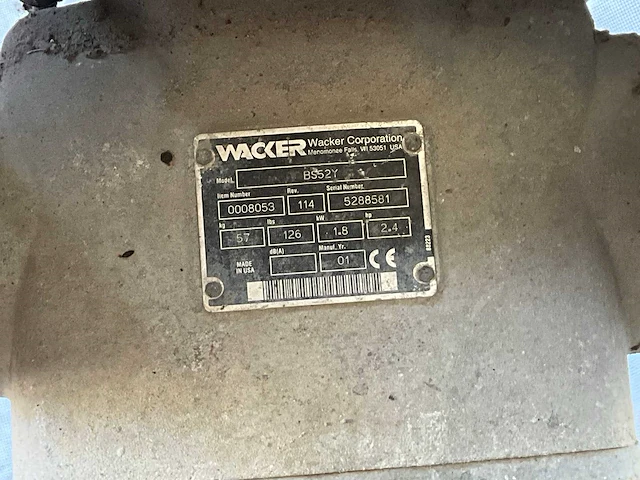 WACKER Wacker Corporation
Menomonee Falls, WI 53051 USA
Model. BS52Y
Item Number Rev. Serial Number.
0008053 114 5288581
kg lbs kW hp
57 126 1.8 2.4
dB(A) Manuf. Yr.
MADE IN USA 01 CE